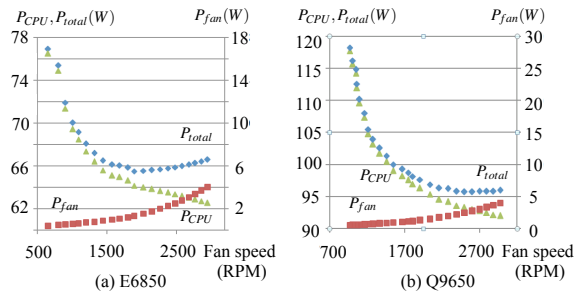 P_CPU, P_total(W)
P_fan(W)
78
74
70
66
62
18
14
10
6
2
P_total
P_fan
P_CPU
500
1500
2500
Fan speed
(RPM)
(a) E6850
P_CPU, P_total(W)
P_fan(W)
120
115
110
105
100
95
90
30
25
20
15
10
5
0
P_CPU
P_total
P_fan
700
1700
2700
Fan speed
(RPM)
(b) Q9650